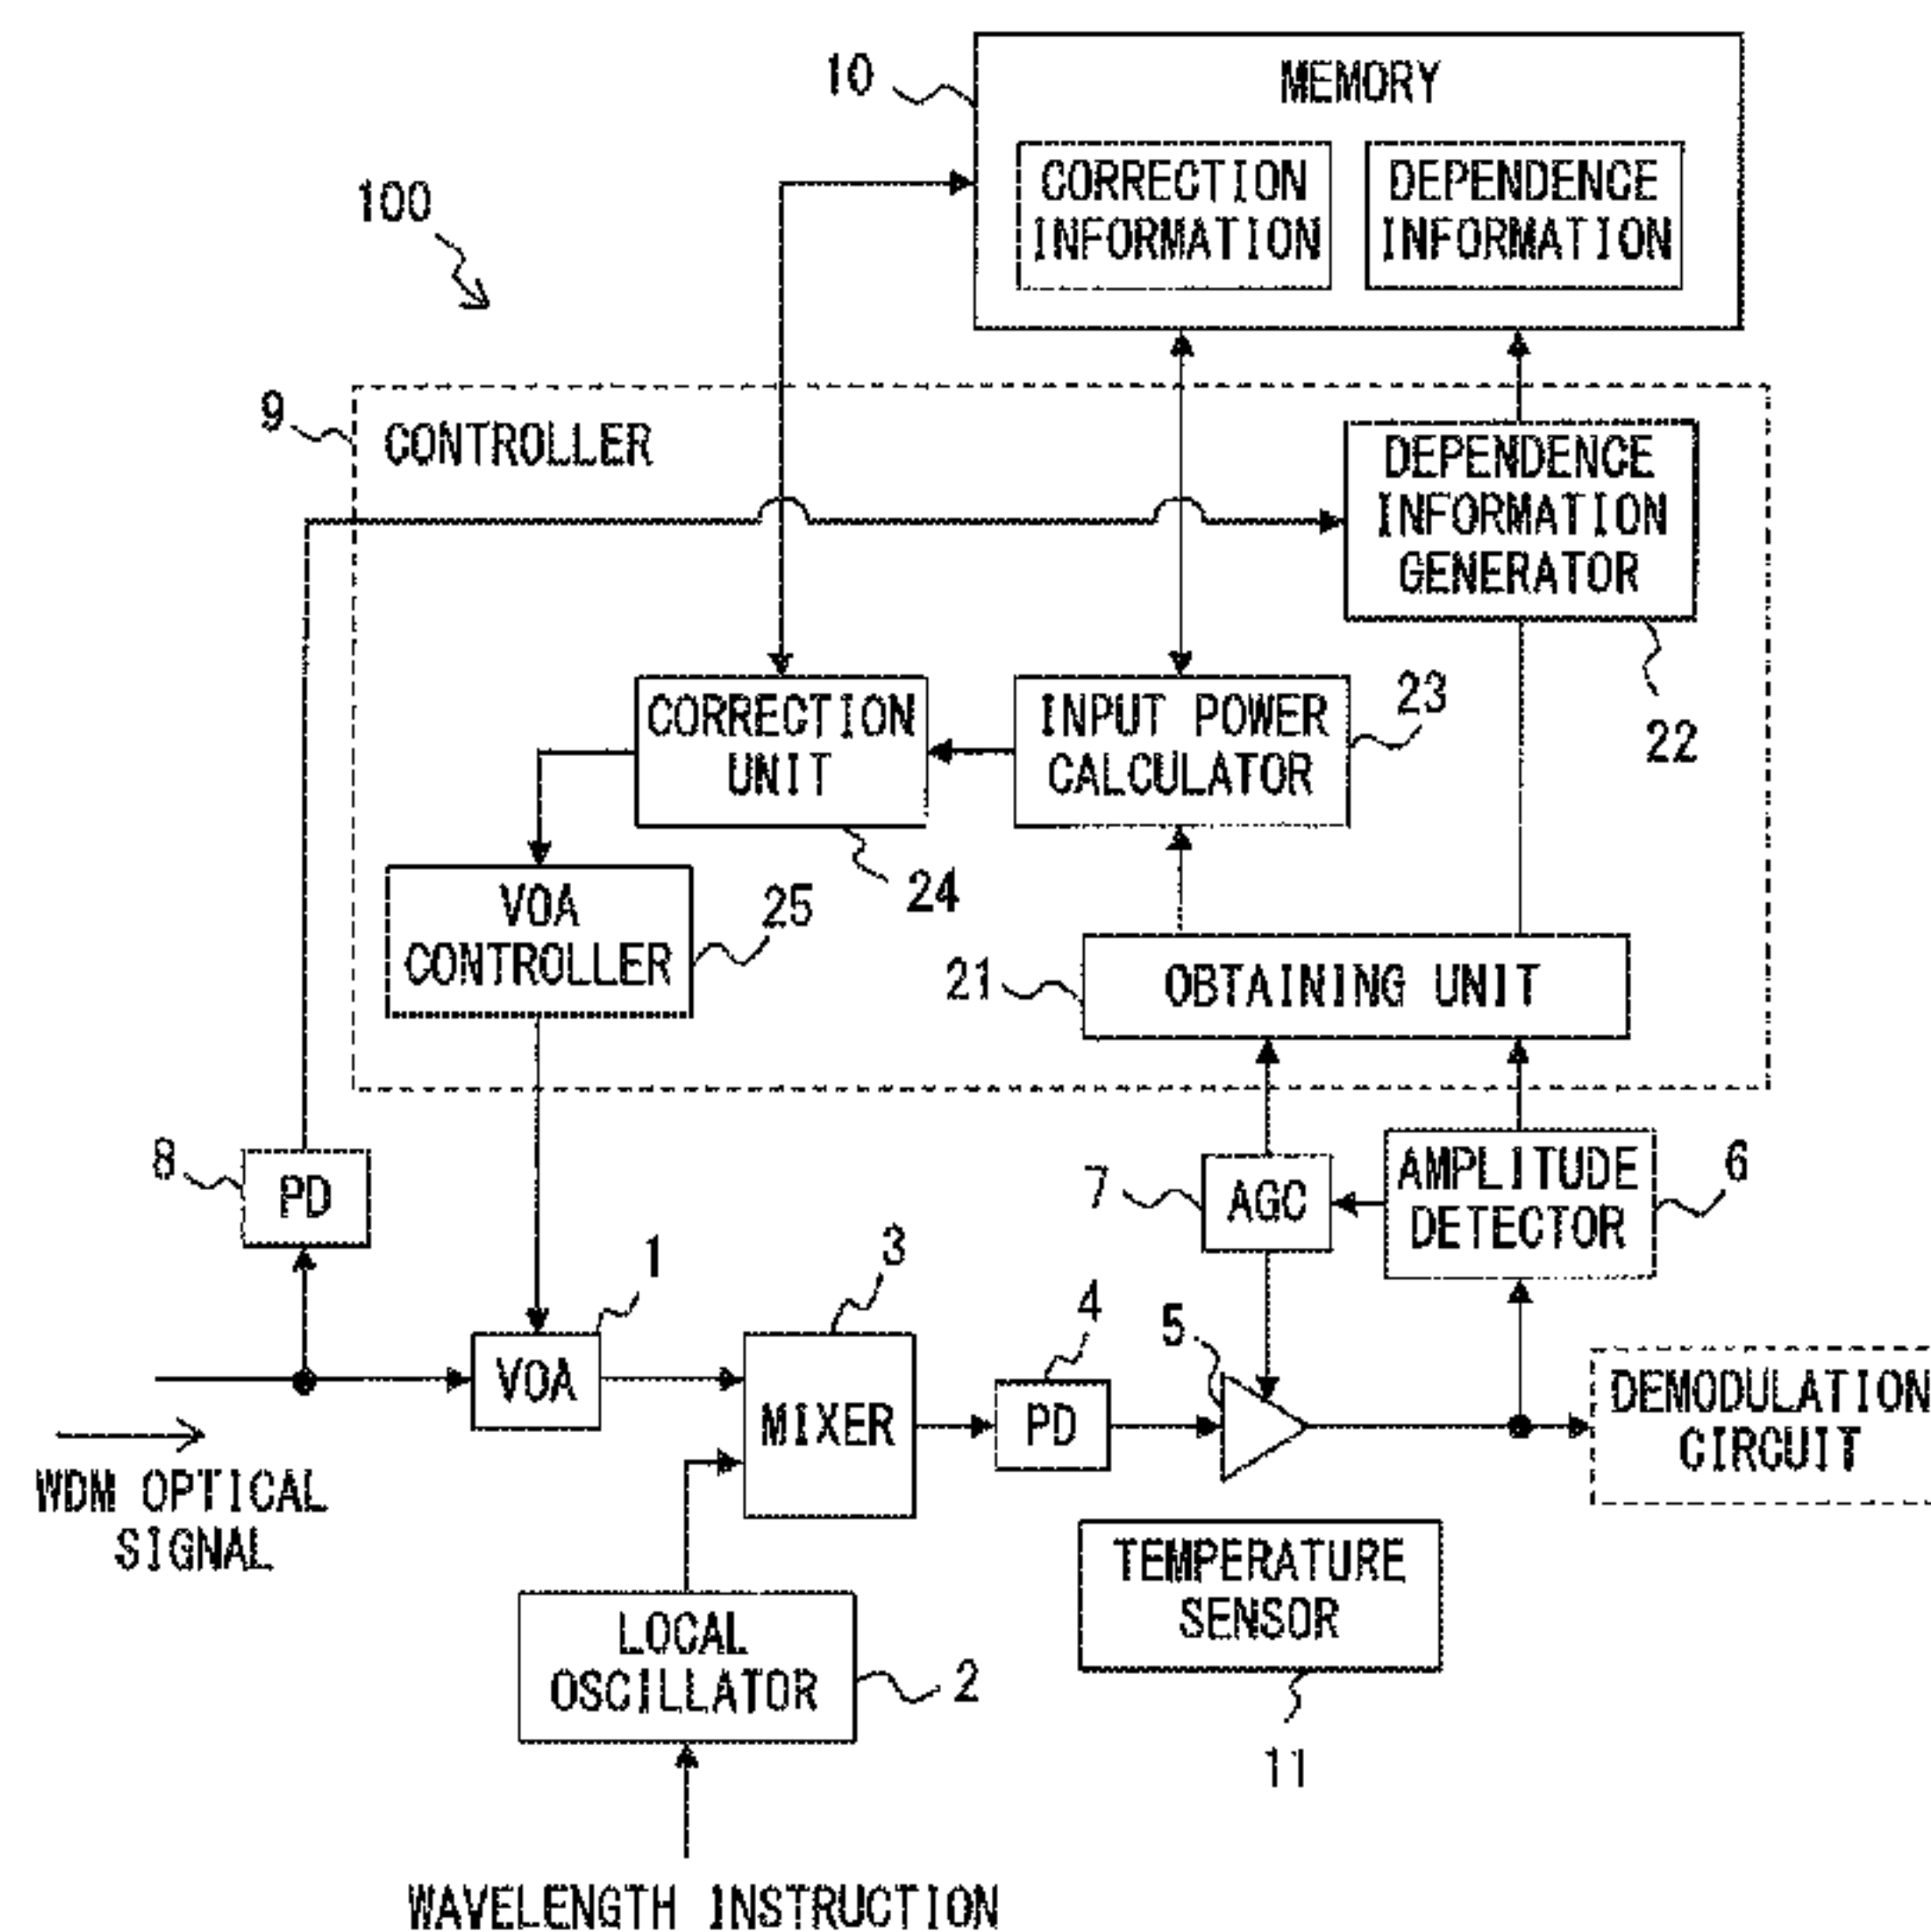 10
MEMORY
CORRECTION
INFORMATION
DEPENDENCE
INFORMATION
100
9
CONTROLLER
DEPENDENCE
INFORMATION
GENERATOR
22
CORRECTION
UNIT
24
INPUT POWER
CALCULATOR
23
VOA
CONTROLLER
25
21
OBTAINING UNIT
8
PD
7
AGC
AMPLITUDE
DETECTOR
6
1
VOA
3
MIXER
4
PD
5
DEMODULATION
CIRCUIT
WDM OPTICAL
SIGNAL
LOCAL
OSCILLATOR
2
TEMPERATURE
SENSOR
11
WAVELENGTH INSTRUCTION